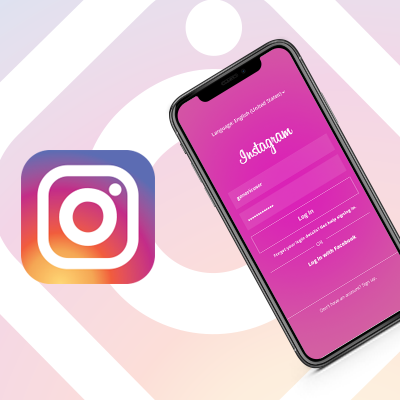 Language: English (United States)
Instagram
genericuser
••••••••••••
Log In
Forgot your login details? Get help signing in.
OR
Log In with Facebook
Don't have an account? Sign up.